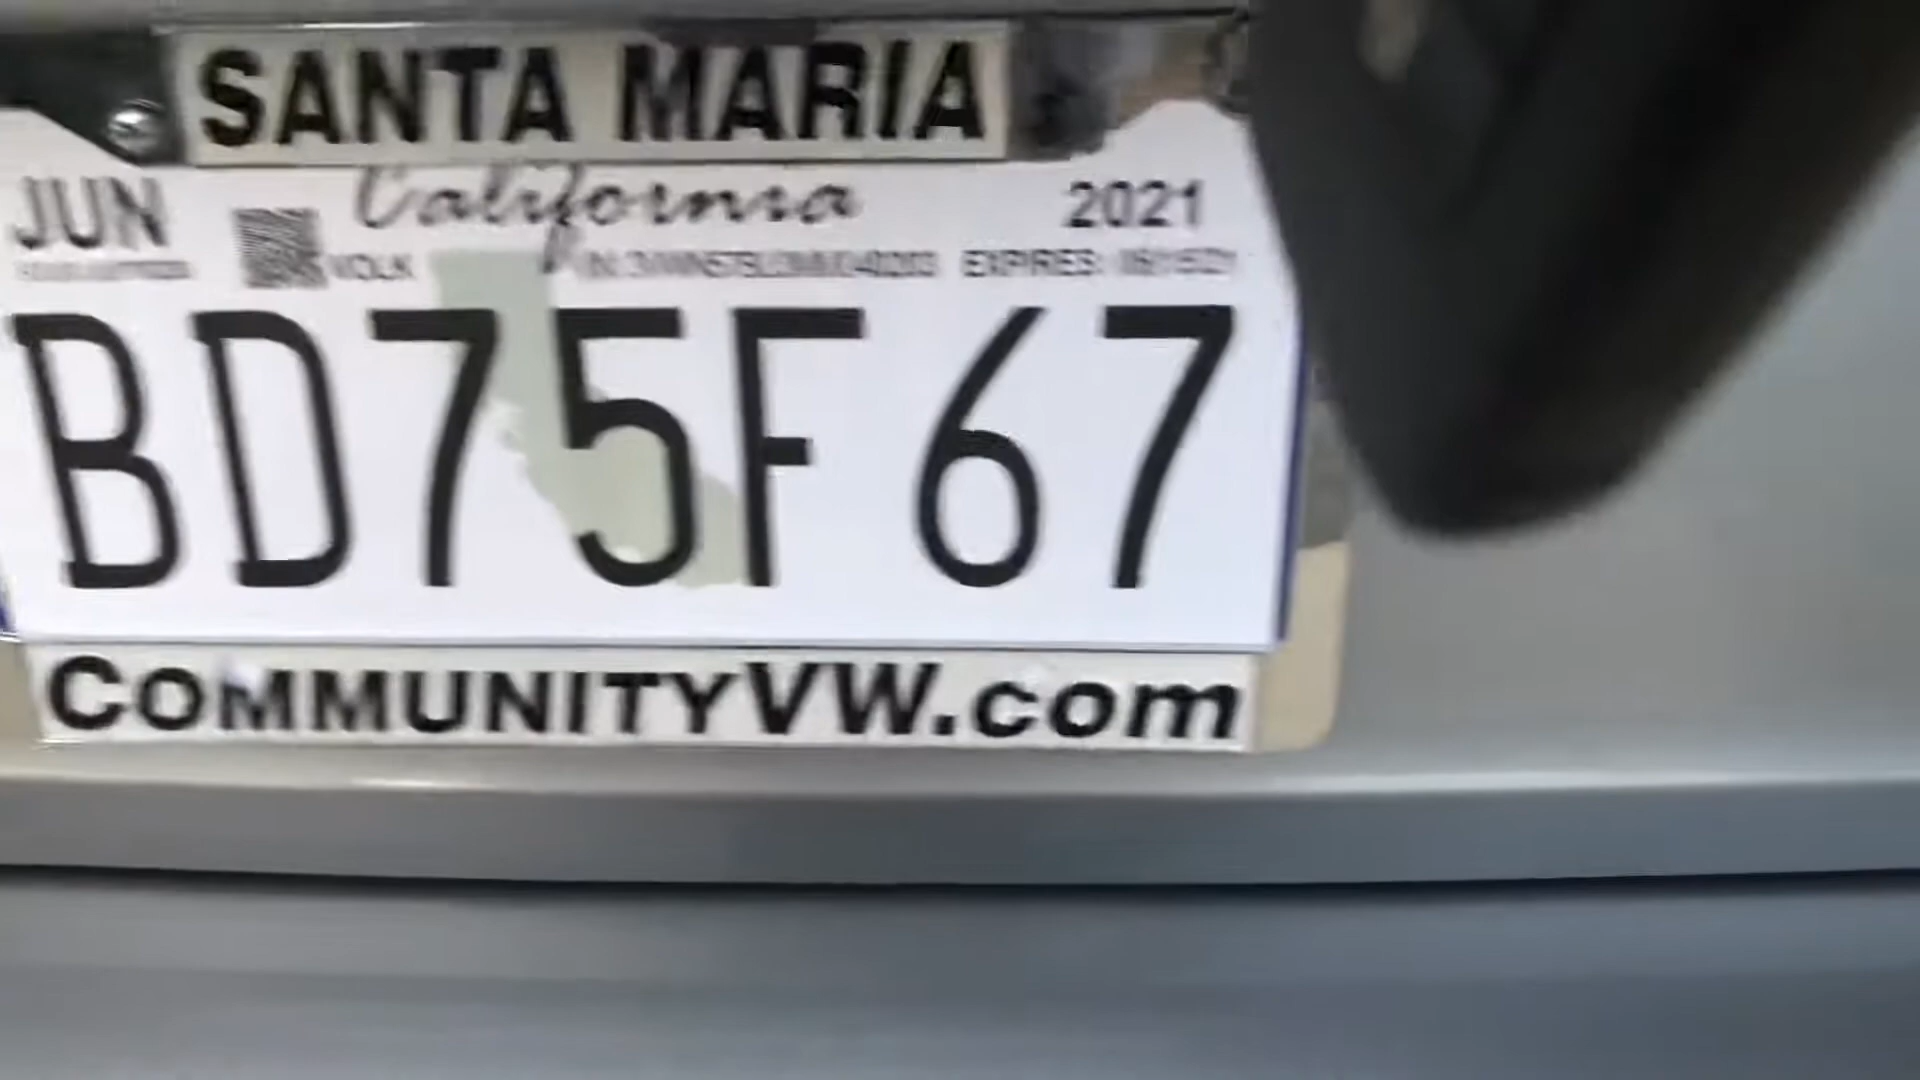 SANTA MARIA
California
JUN 2021
VOLK EXPIRES:
BD75F67
COMMUNITYVW.com